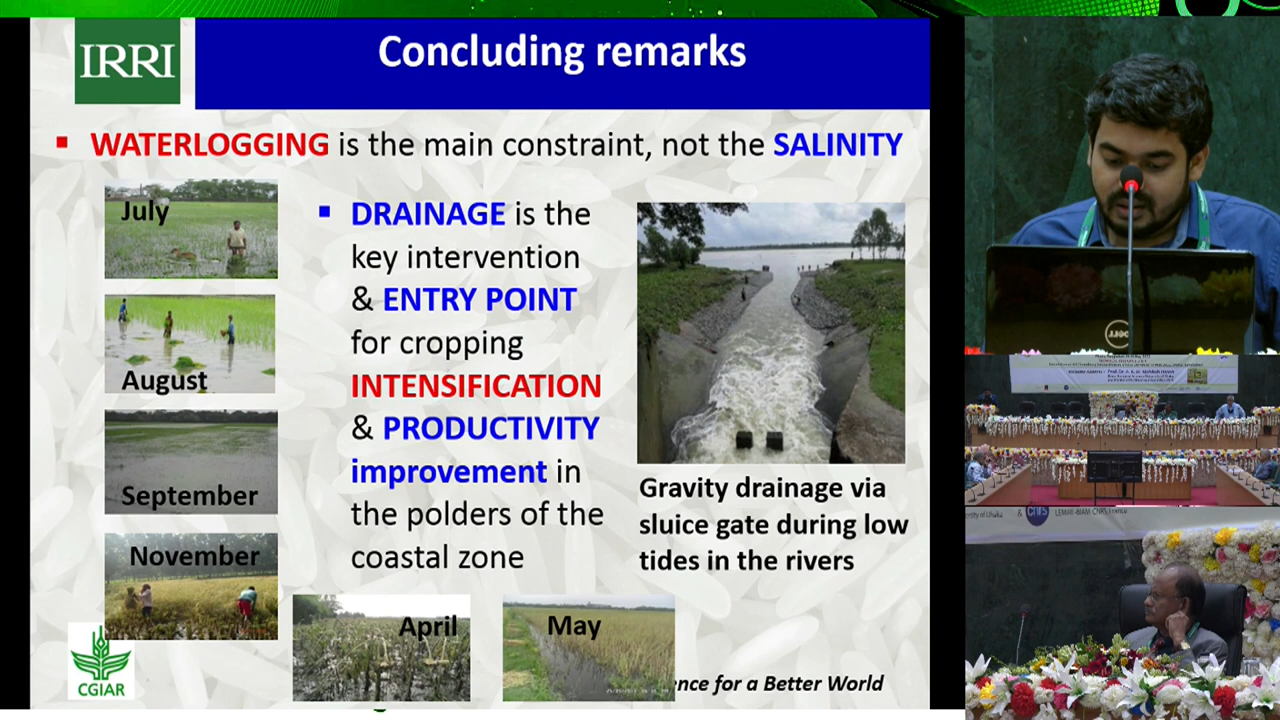 IRRI
Concluding remarks
▪ WATERLOGGING is the main constraint, not the SALINITY
July
August
September
November
▪ DRAINAGE is the
key intervention
& ENTRY POINT
for cropping
INTENSIFICATION
& PRODUCTIVITY
improvement in
the polders of the
coastal zone
Gravity drainage via
sluice gate during low
tides in the rivers
April
May
CGIAR
for a Better World
&
cnrs